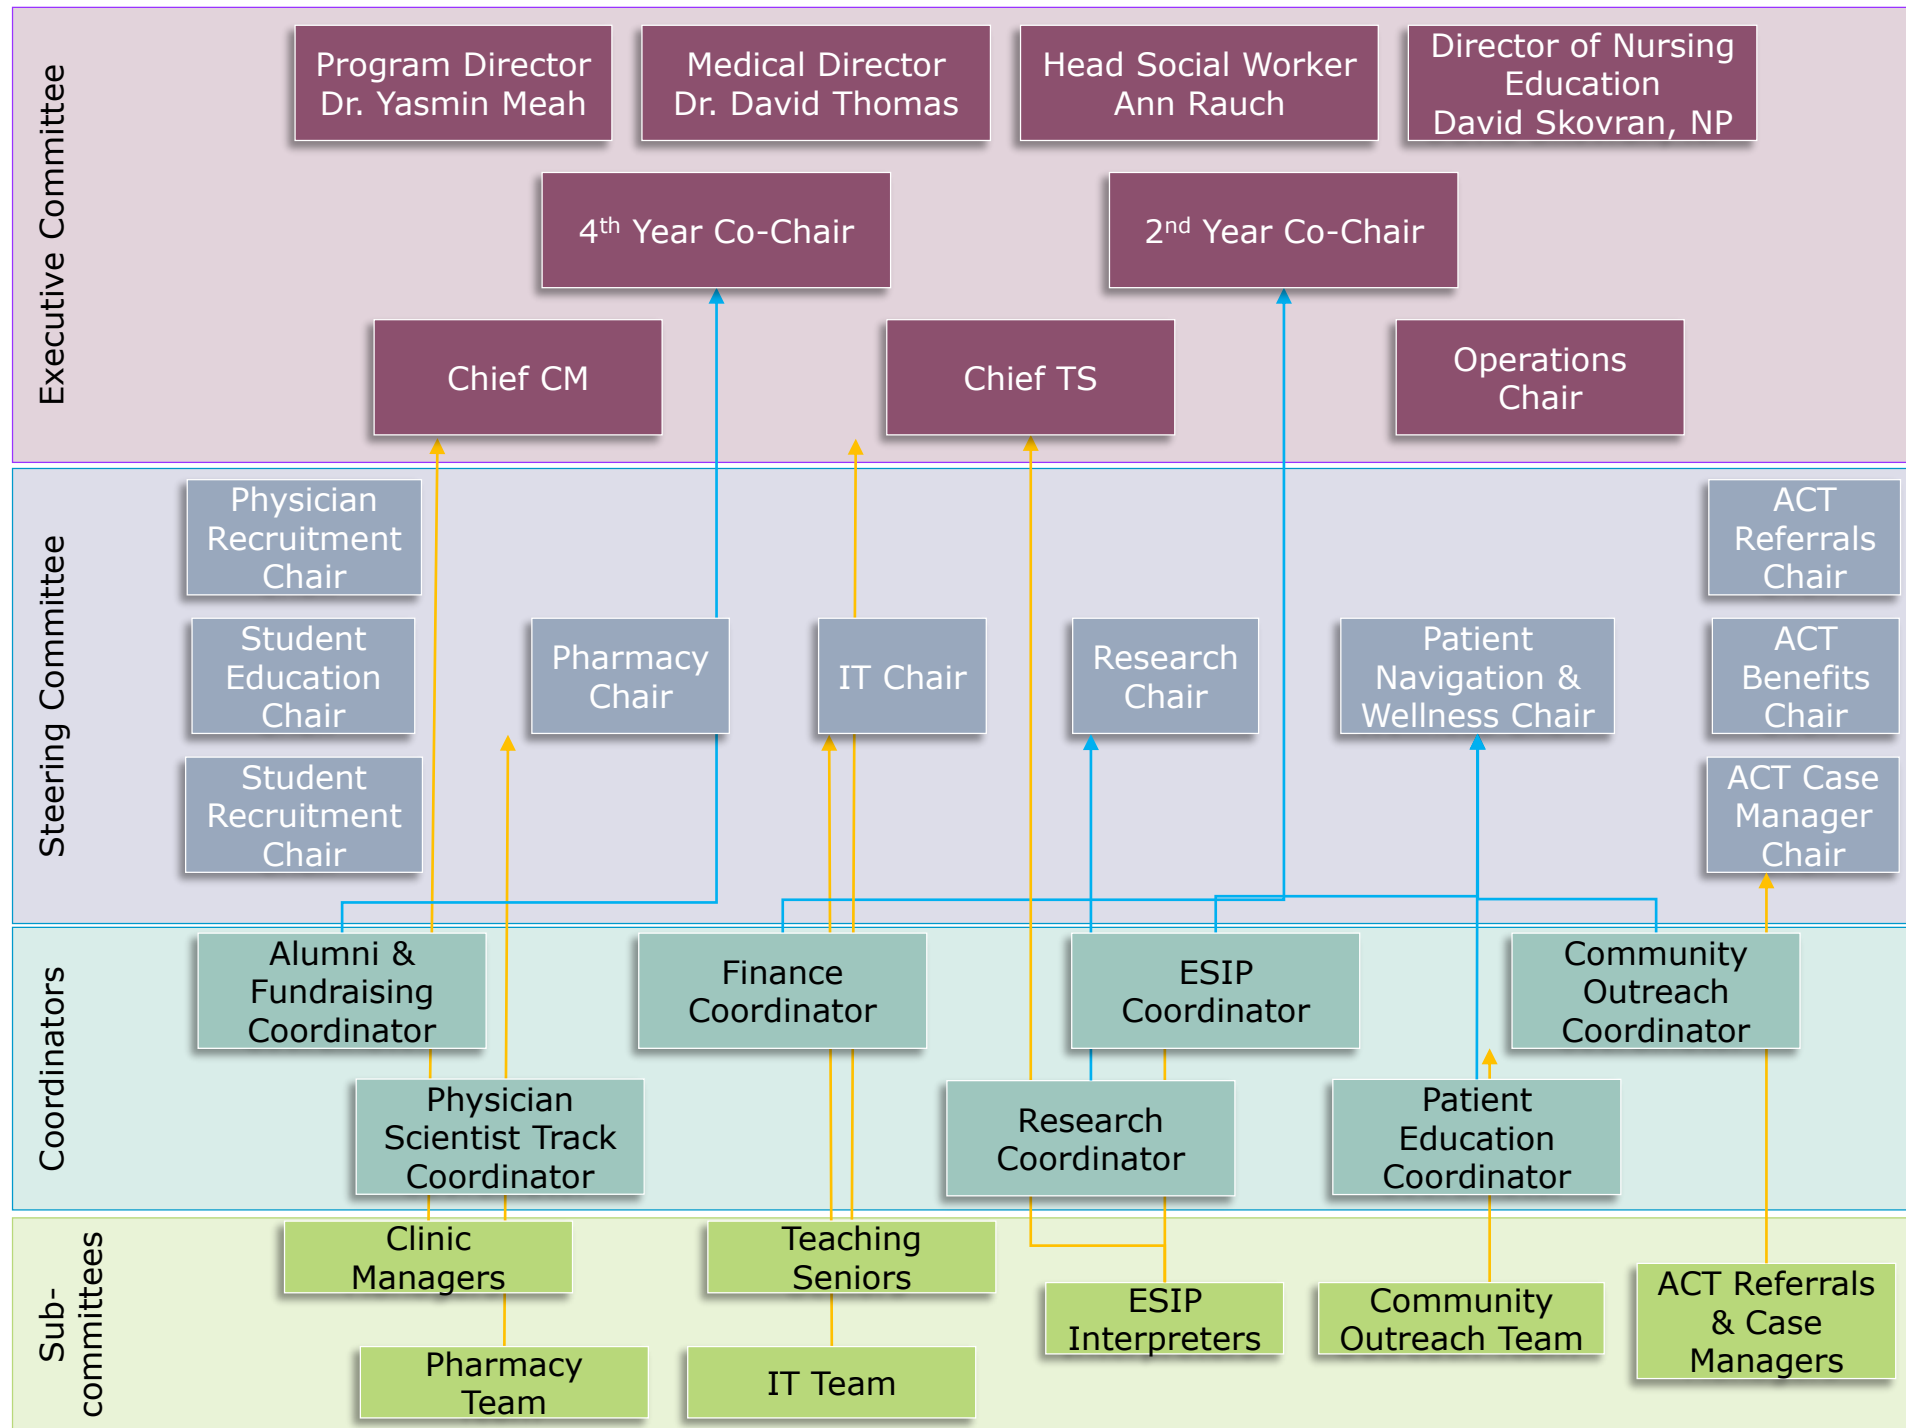 Executive Committee
Program Director
Dr. Yasmin Meah
Medical Director
Dr. David Thomas
Head Social Worker
Ann Rauch
Director of Nursing
Education
David Skovran, NP
4th Year Co-Chair
2nd Year Co-Chair
Chief CM
Chief TS
Operations
Chair
Steering Committee
Physician
Recruitment
Chair
ACT
Referrals
Chair
Student
Education
Chair
Pharmacy
Chair
IT Chair
Research
Chair
Patient
Navigation &
Wellness Chair
ACT
Benefits
Chair
Student
Recruitment
Chair
ACT Case
Manager
Chair
Coordinators
Alumni &
Fundraising
Coordinator
Finance
Coordinator
ESIP
Coordinator
Community
Outreach
Coordinator
Physician
Scientist Track
Coordinator
Research
Coordinator
Patient
Education
Coordinator
Sub-
committees
Clinic
Managers
Teaching
Seniors
ESIP
Interpreters
Community
Outreach Team
ACT Referrals
& Case
Managers
Pharmacy
Team
IT Team